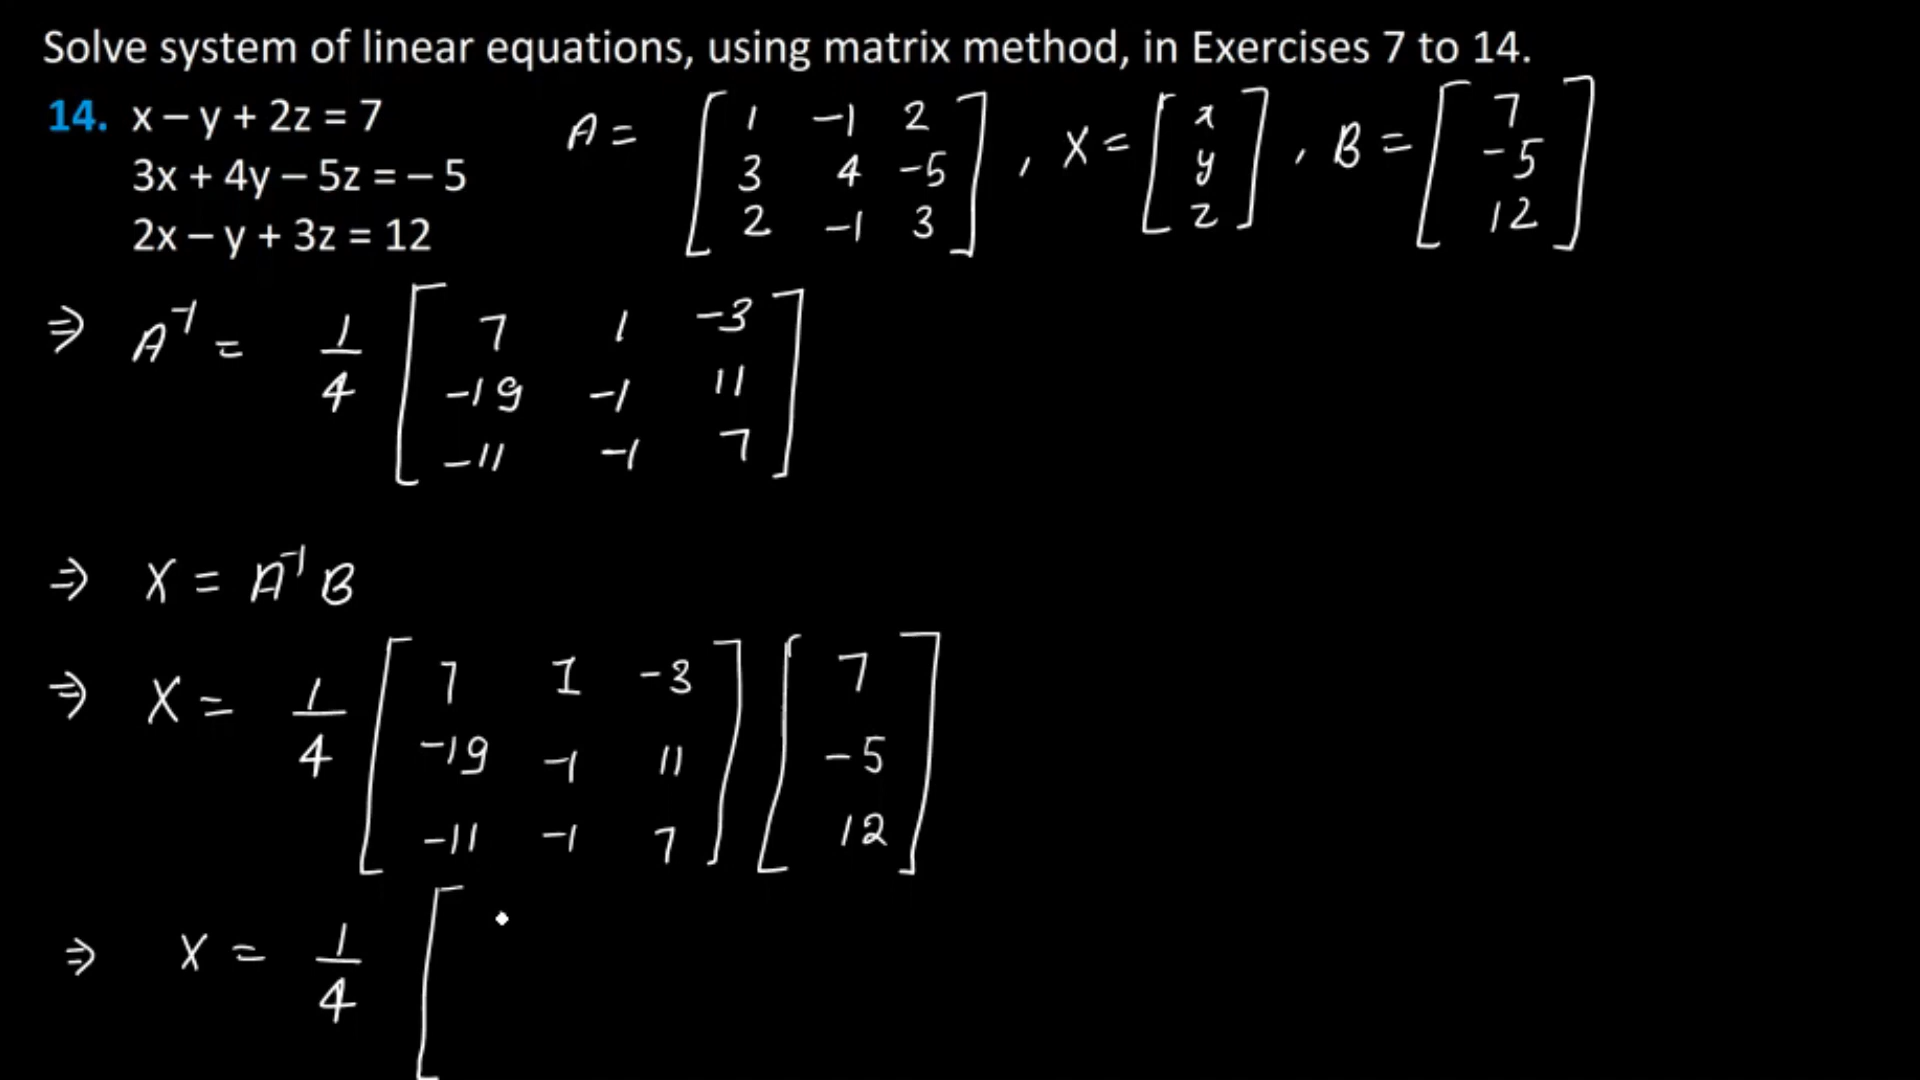 Solve system of linear equations, using matrix method, in Exercises 7 to 14.
14. x – y + 2z = 7
3x + 4y – 5z = – 5
2x – y + 3z = 12
A = [ 1 -1 2
3 4 -5
2 -1 3 ] , X = [ x
y
z ] , B = [ 7
-5
12 ]
⇒ A⁻¹ = 1/4 [ 7 1 -3
-19 -1 11
-11 -1 7 ]
⇒ X = A⁻¹ B
⇒ X = 1/4 [ 7 1 -3
-19 -1 11
-11 -1 7 ] [ 7
-5
12 ]
⇒ X = 1/4 [